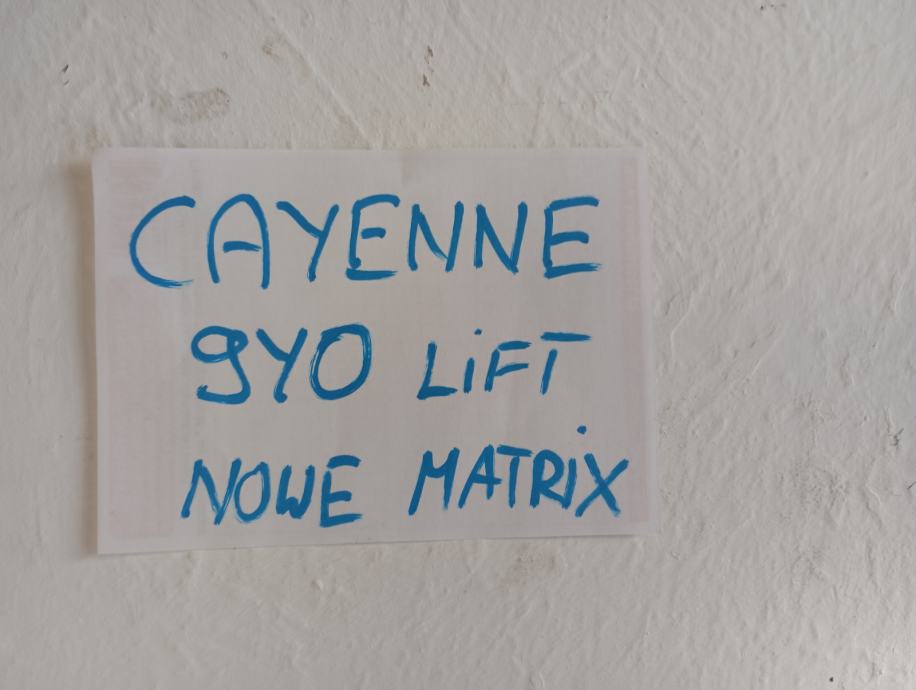 CAYENNE
9YO LiFT
NOWE MATRiX